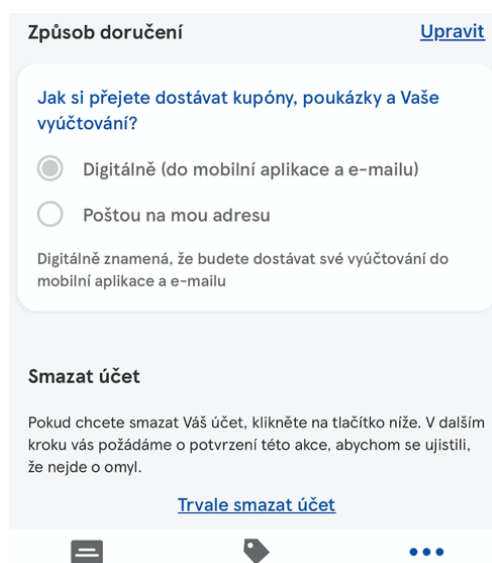 Způsob doručení Upravit
Jak si přejete dostávat kupóny, poukázky a Vaše
vyúčtování?
Digitálně (do mobilní aplikace a e-mailu)
Poštou na mou adresu
Digitálně znamená, že budete dostávat své vyúčtování do
mobilní aplikace a e-mailu
Smazat účet
Pokud chcete smazat Váš účet, klikněte na tlačítko níže. V dalším
kroku vás požádáme o potvrzení této akce, abychom se ujistili,
že nejde o omyl.
Trvale smazat účet